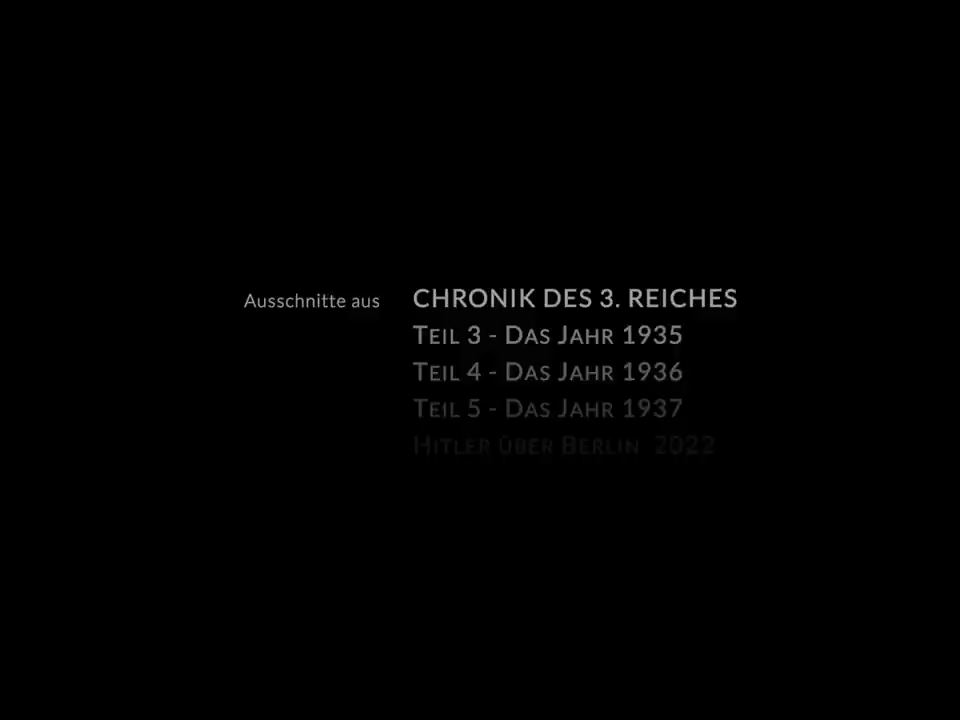 Ausschnitte aus CHRONIK DES 3. REICHES
Teil 3 - Das Jahr 1935
Teil 4 - Das Jahr 1936
Teil 5 - Das Jahr 1937
Hitler über Berlin 2022